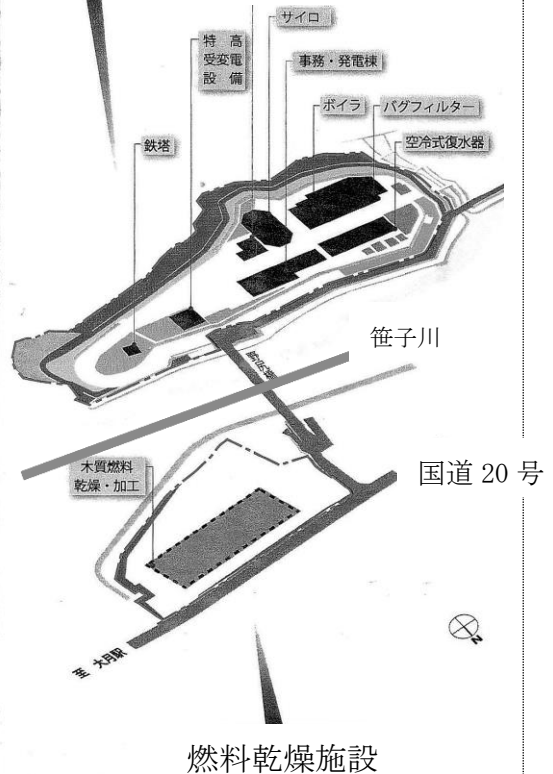 サイロ
特高
受変電
設備
事務・発電棟
ボイラ
バグフィルター
空冷式復水器
鉄塔
笹子川
国道 20 号
木質燃料
乾燥・加工
至 大月駅
N
燃料乾燥施設